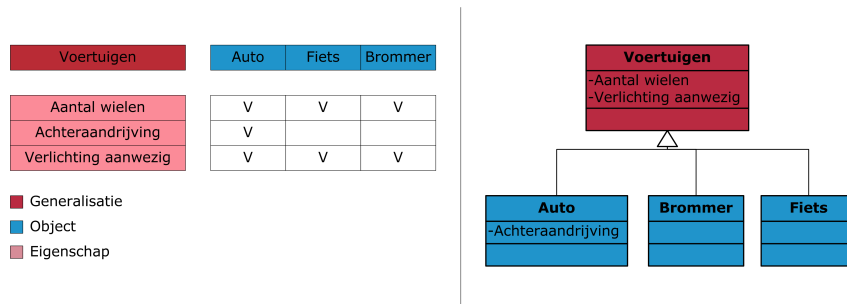 Voertuigen Auto Fiets Brommer
Aantal wielen V V V
Achteraandrijving V
Verlichting aanwezig V V V
Generalisatie
Object
Eigenschap
Voertuigen
-Aantal wielen
-Verlichting aanwezig
Auto Brommer Fiets
-Achteraandrijving